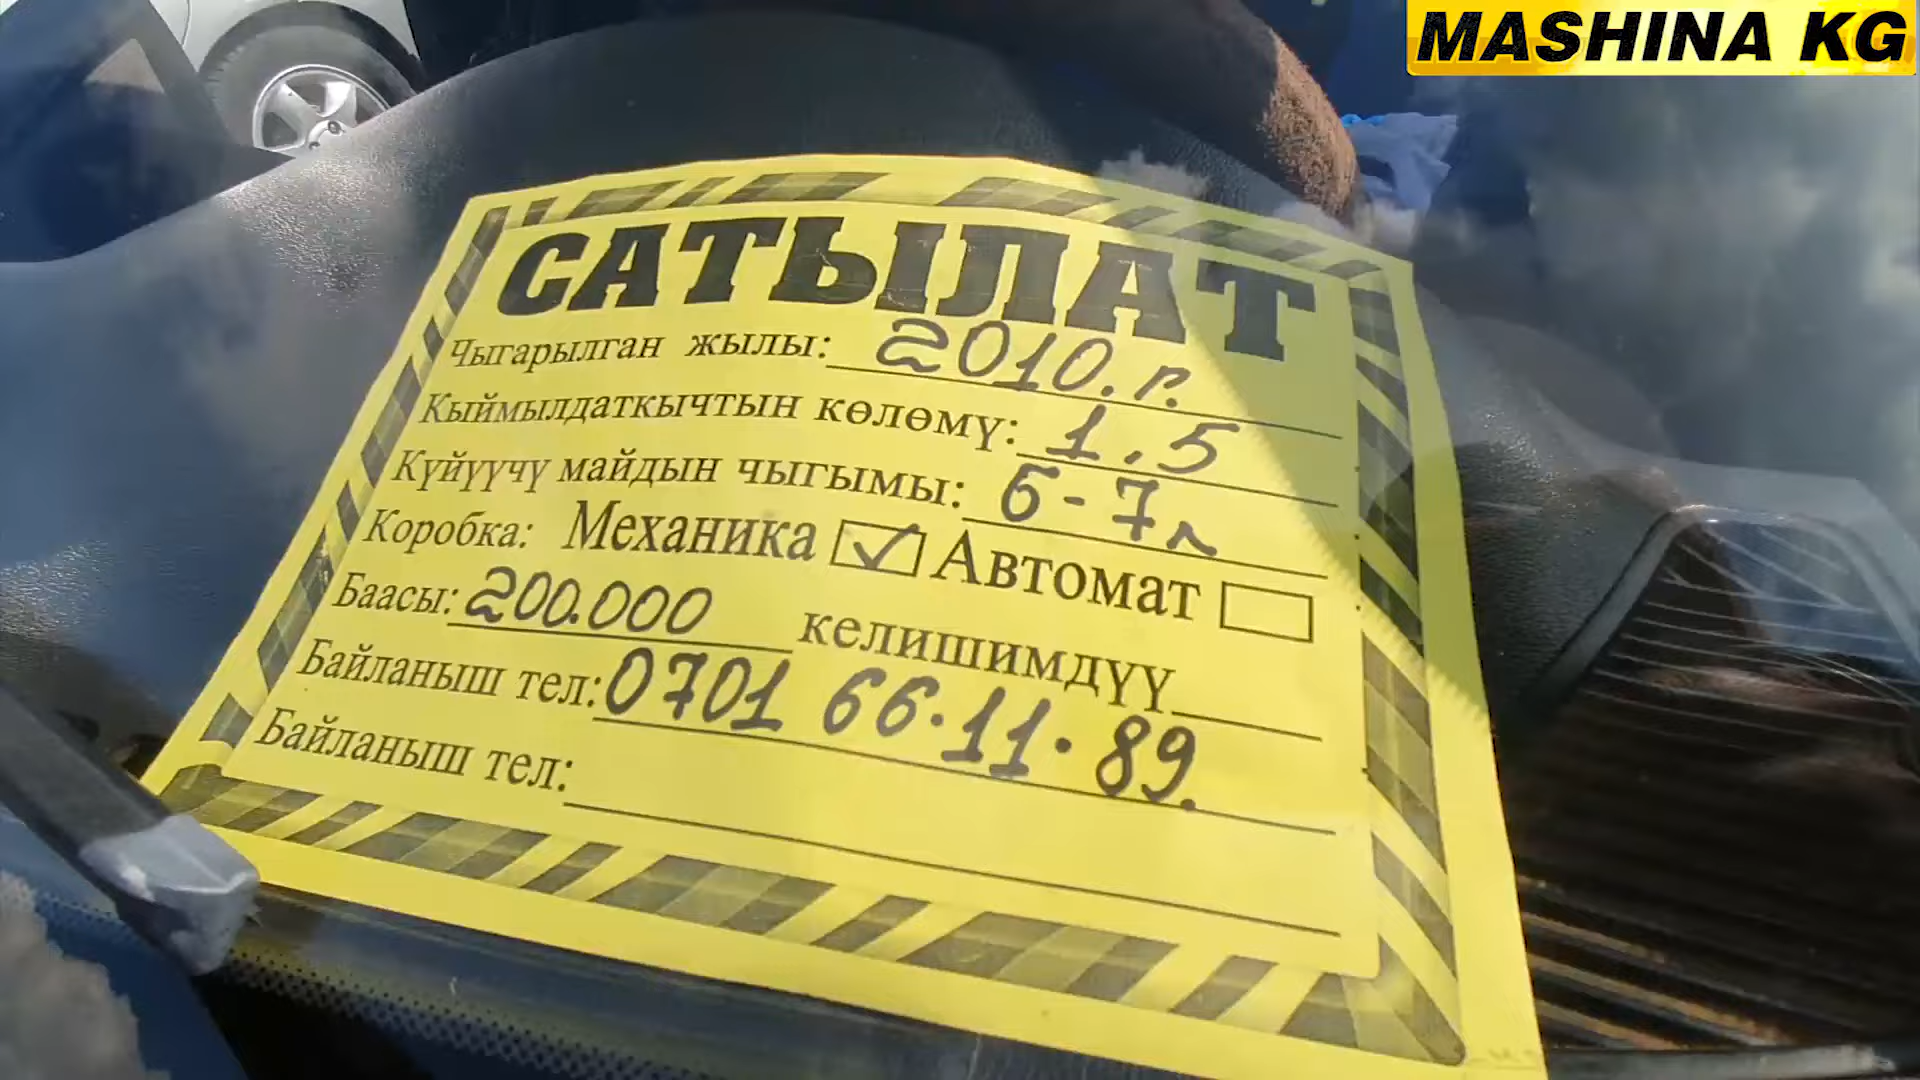 MASHINA KG
САТЫЛАТ
Чыгарылган жылы: 2010.г.
Кыймылдаткычтын көлөмү: 1.5
Күйүүчү майдын чыгымы: 6-7л
Коробка: Механика ✓ Автомат
Баасы: 200.000 келишимдүү
Байланыш тел: 0701 66.11.89.
Байланыш тел: